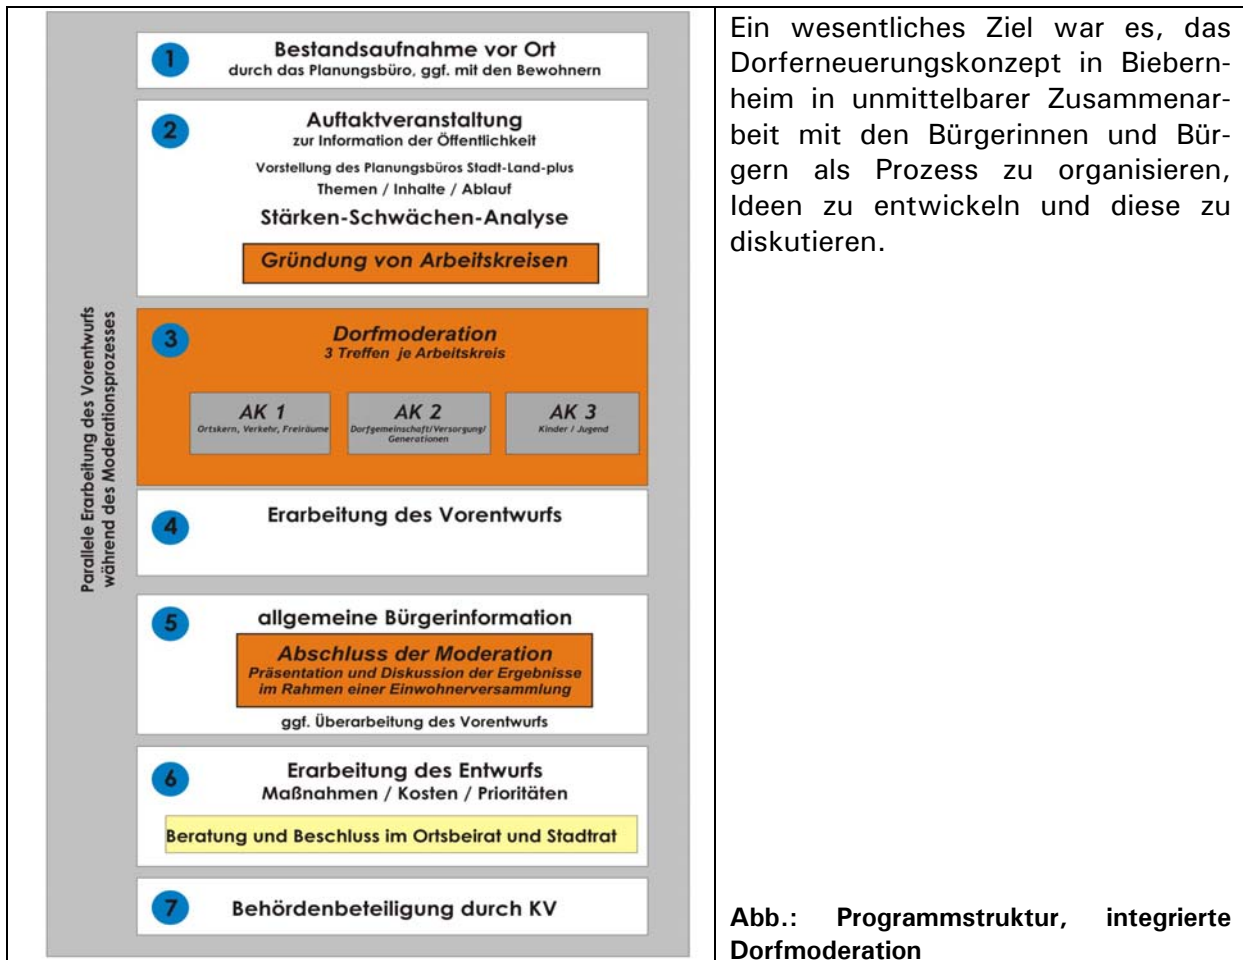 Parallele Erarbeitung des Vorentwurfs
während des Moderationsprozesses
1
Bestandsaufnahme vor Ort
durch das Planungsbüro, ggf. mit den Bewohnern
2
Auftaktveranstaltung
zur Information der Öffentlichkeit
Vorstellung des Planungsbüros Stadt-Land-plus
Themen / Inhalte / Ablauf
Stärken-Schwächen-Analyse
Gründung von Arbeitskreisen
3
Dorfmoderation
3 Treffen je Arbeitskreis
AK 1
Ortskern, Verkehr, Freiräume
AK 2
Dorfgemeinschaft/Versorgung/
Generationen
AK 3
Kinder / Jugend
4
Erarbeitung des Vorentwurfs
5
allgemeine Bürgerinformation
Abschluss der Moderation
Präsentation und Diskussion der Ergebnisse
im Rahmen einer Einwohnerversammlung
ggf. Überarbeitung des Vorentwurfs
6
Erarbeitung des Entwurfs
Maßnahmen / Kosten / Prioritäten
Beratung und Beschluss im Ortsbeirat und Stadtrat
7
Behördenbeteiligung durch KV
Ein wesentliches Ziel war es, das
Dorferneuerungskonzept in Biebern-
heim in unmittelbarer Zusammenar-
beit mit den Bürgerinnen und Bür-
gern als Prozess zu organisieren,
Ideen zu entwickeln und diese zu
diskutieren.
Abb.: Programmstruktur, integrierte
Dorfmoderation